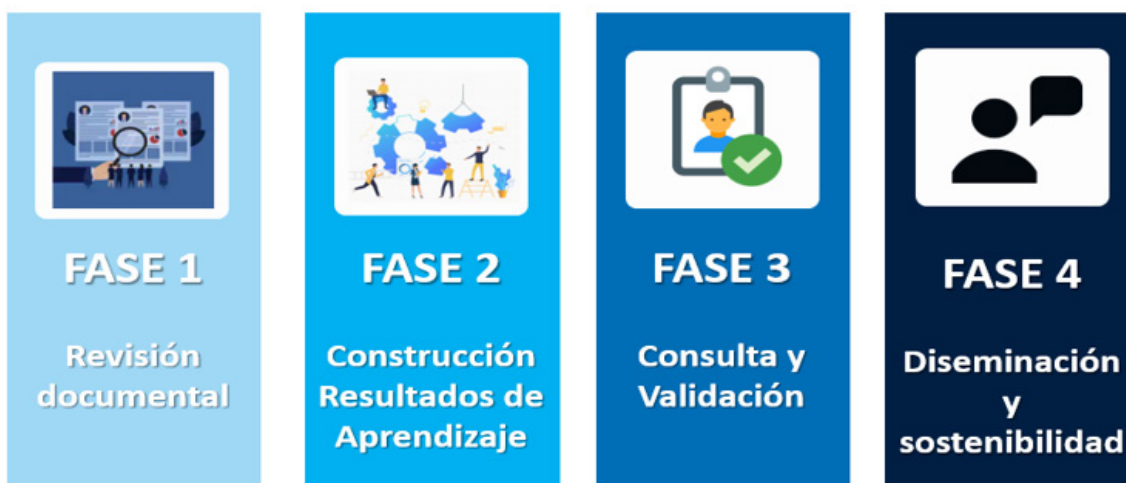 FASE 1
Revisión
documental
FASE 2
Construcción
Resultados de
Aprendizaje
FASE 3
Consulta y
Validación
FASE 4
Diseminación
y
sostenibilidad